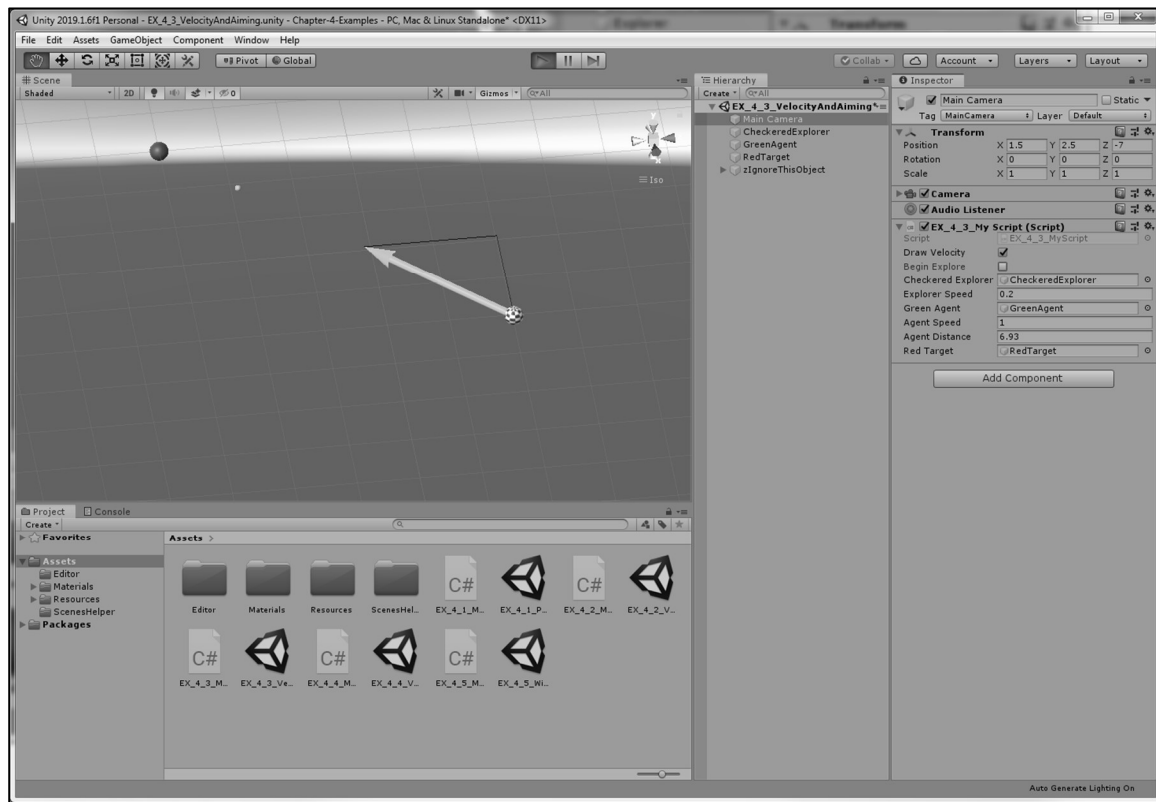 Unity 2019.1.6f1 Personal - EX_4_3_VelocityAndAiming.unity - Chapter-4-Examples - PC, Mac & Linux Standalone* <DX11>
File Edit Assets GameObject Component Window Help
Pivot Global Collab Account Layers Layout
Scene
Shaded 2D 0 Gizmos All
y
Iso
Hierarchy
Create All
EX_4_3_VelocityAndAiming*
Main Camera
CheckeredExplorer
GreenAgent
RedTarget
zIgnoreThisObject
Inspector
Main Camera Static
Tag MainCamera Layer Default
Transform
Position X 1.5 Y 2.5 Z -7
Rotation X 0 Y 0 Z 0
Scale X 1 Y 1 Z 1
Camera
Audio Listener
EX_4_3_My Script (Script)
Script EX_4_3_MyScript
Draw Velocity
Begin Explore
Checkered Explorer CheckeredExplorer
Explorer Speed 0.2
Green Agent GreenAgent
Agent Speed 1
Agent Distance 6.93
Red Target RedTarget
Add Component
Project Console
Create
Favorites
Assets
Editor
Materials
Resources
ScenesHelper
Packages
Assets >
Editor Materials Resources ScenesHel... C# EX_4_1_M... EX_4_1_P... C# EX_4_2_M... EX_4_2_V...
C# EX_4_3_M... EX_4_3_Ve... C# EX_4_4_M... EX_4_4_V... C# EX_4_5_M... EX_4_5_Wi...
Auto Generate Lighting On